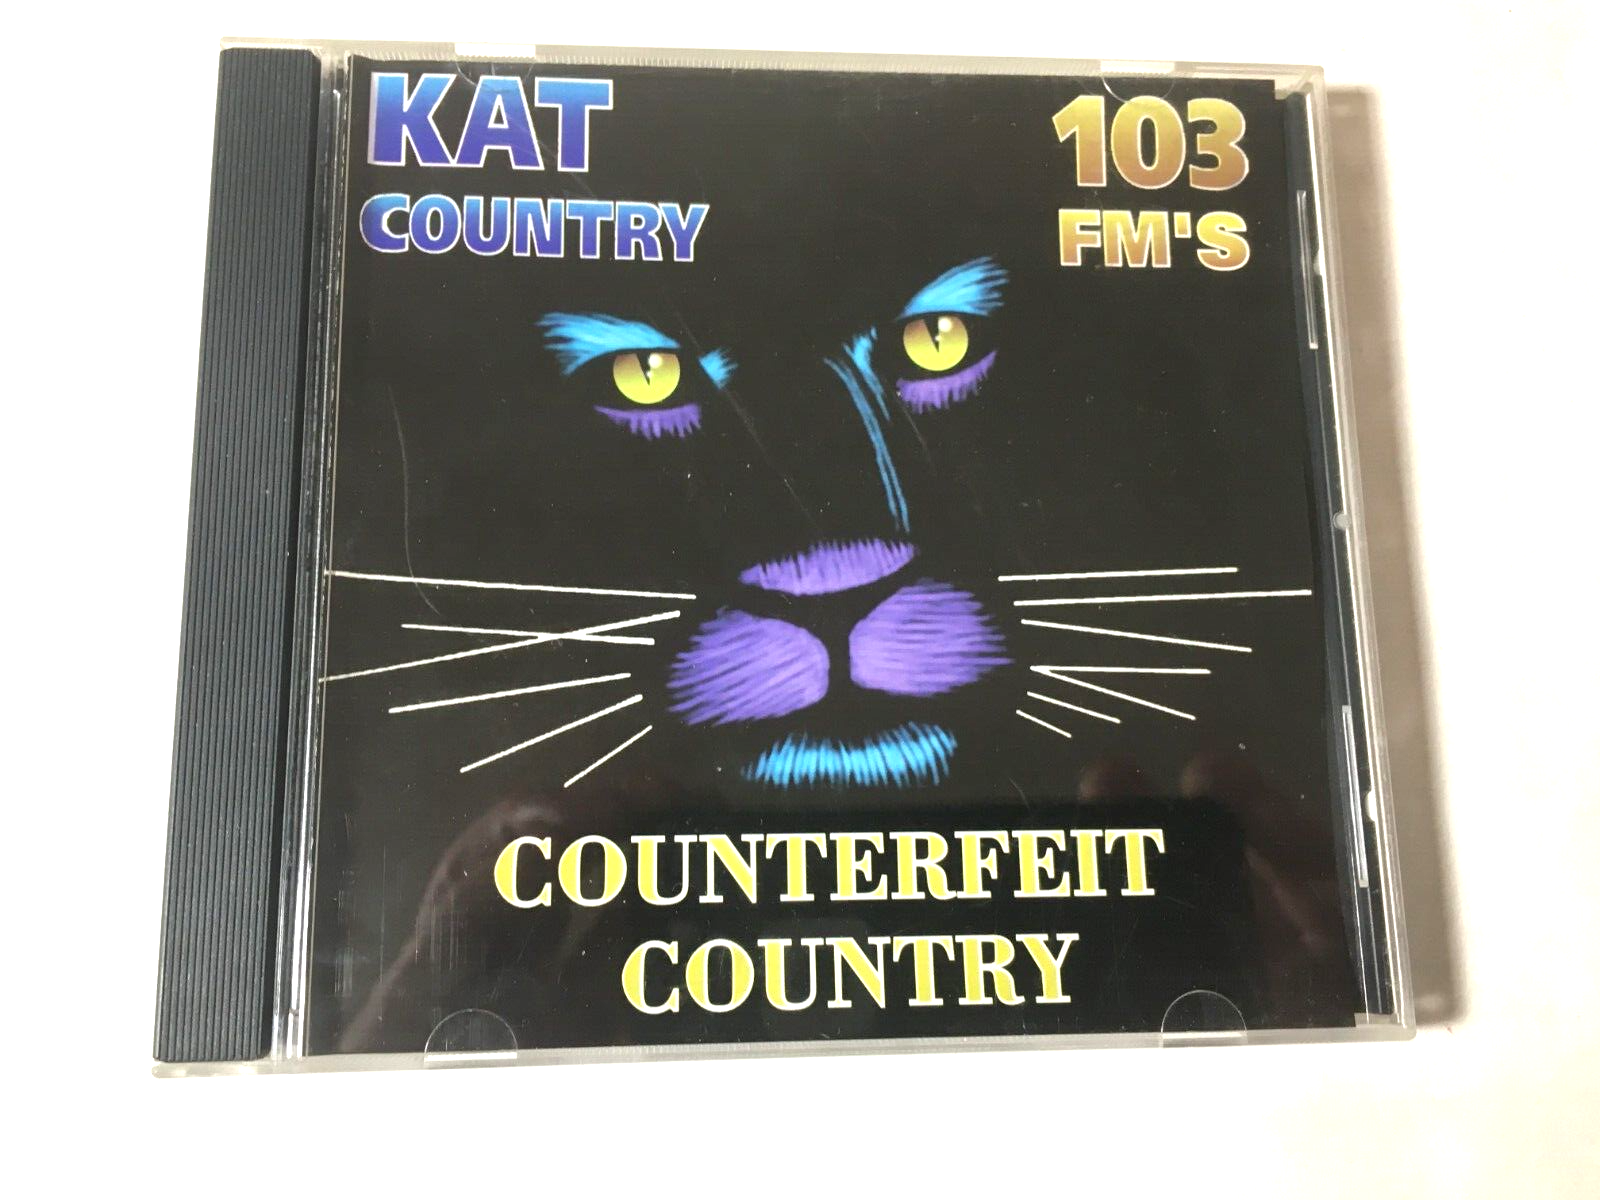 KAT
COUNTRY
103
FM'S
COUNTERFEIT
COUNTRY